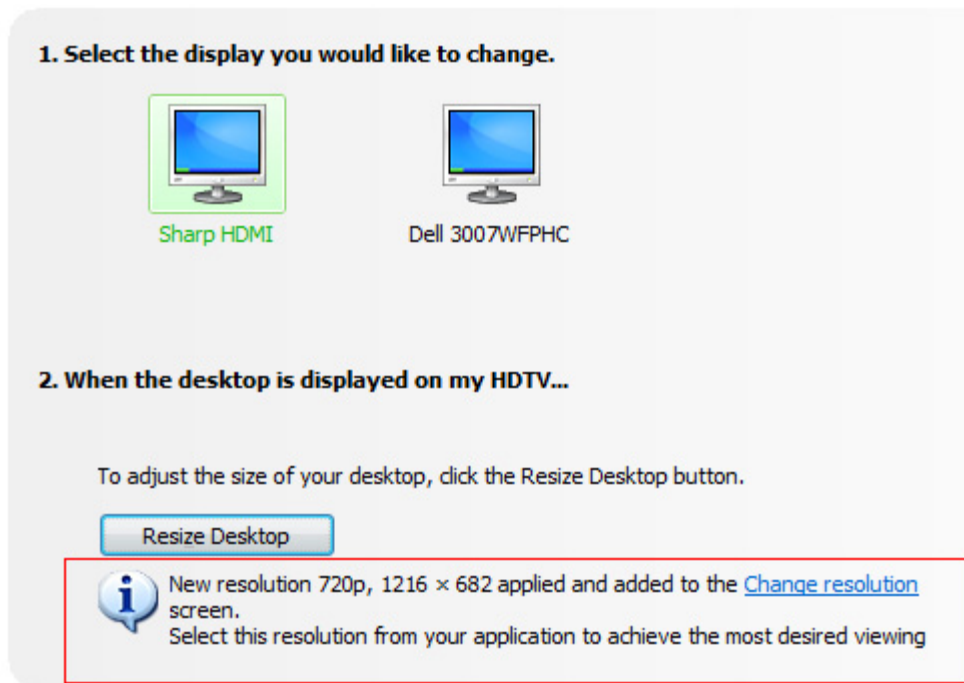 1. Select the display you would like to change.
Sharp HDMI
Dell 3007WFPHC
2. When the desktop is displayed on my HDTV...
To adjust the size of your desktop, click the Resize Desktop button.
Resize Desktop
New resolution 720p, 1216 × 682 applied and added to the Change resolution
screen.
Select this resolution from your application to achieve the most desired viewing